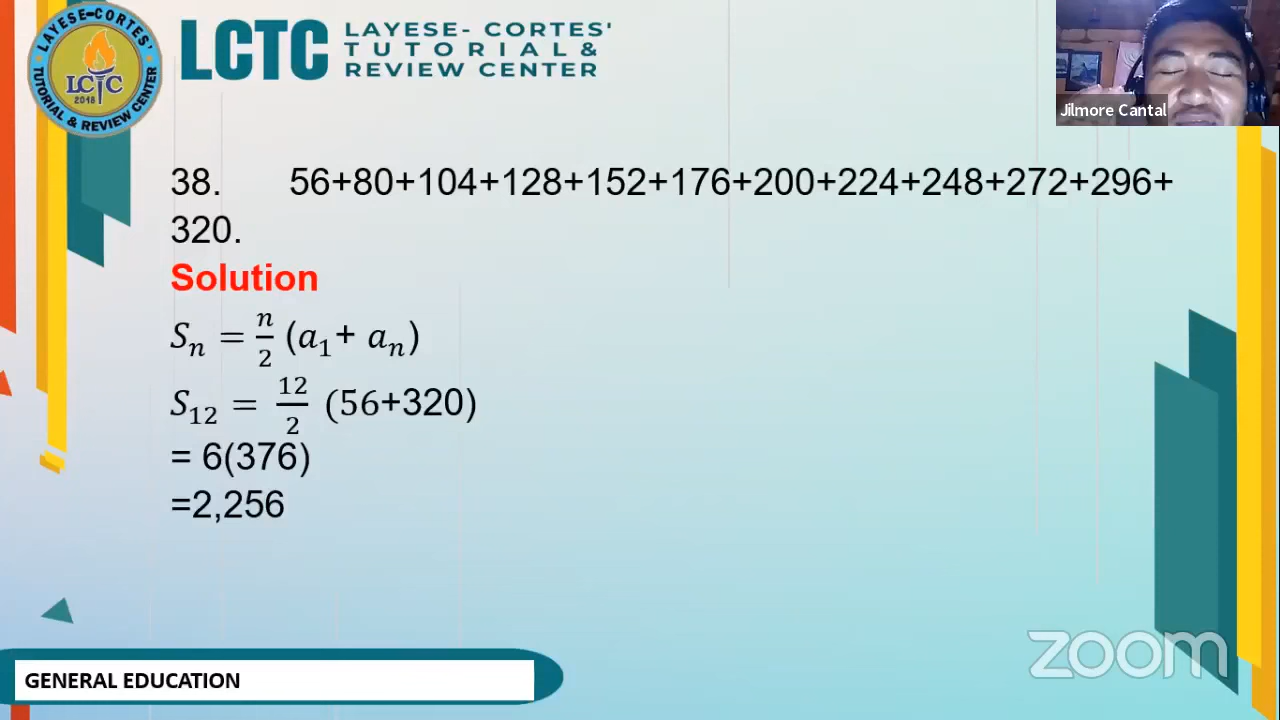 LAYESE-CORTES'
LCTC
2018
TUTORIAL & REVIEW CENTER
LCTC
LAYESE- CORTES'
TUTORIAL &
REVIEW CENTER
Jilmore Cantal
38. 56+80+104+128+152+176+200+224+248+272+296+
320.
Solution
Sₙ = n/2 (a₁+ aₙ)
S₁₂ = 12/2 (56+320)
= 6(376)
=2,256
GENERAL EDUCATION
zoom